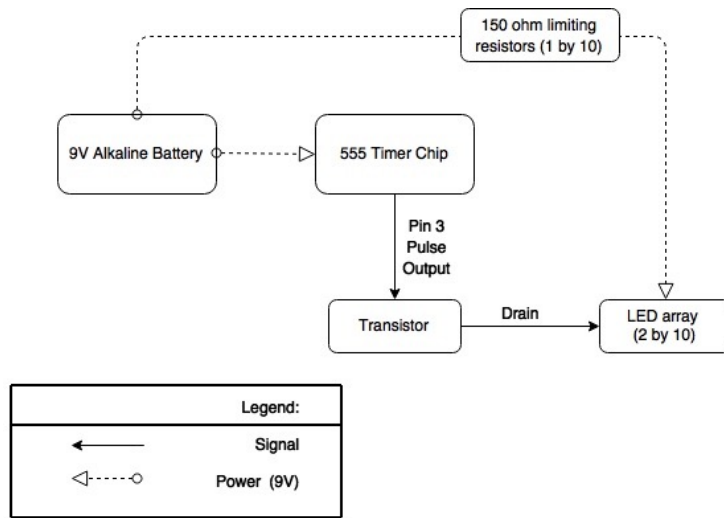 150 ohm limiting
resistors (1 by 10)
9V Alkaline Battery
555 Timer Chip
Pin 3
Pulse
Output
Transistor
Drain
LED array
(2 by 10)
Legend:
Signal
Power (9V)